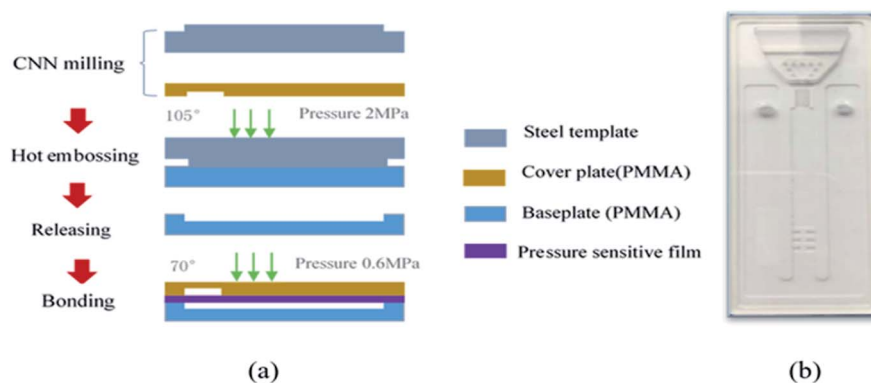 CNN milling
105° Pressure 2MPa
Hot embossing
Releasing
70° Pressure 0.6MPa
Bonding
Steel template
Cover plate(PMMA)
Baseplate (PMMA)
Pressure sensitive film
(a)
(b)